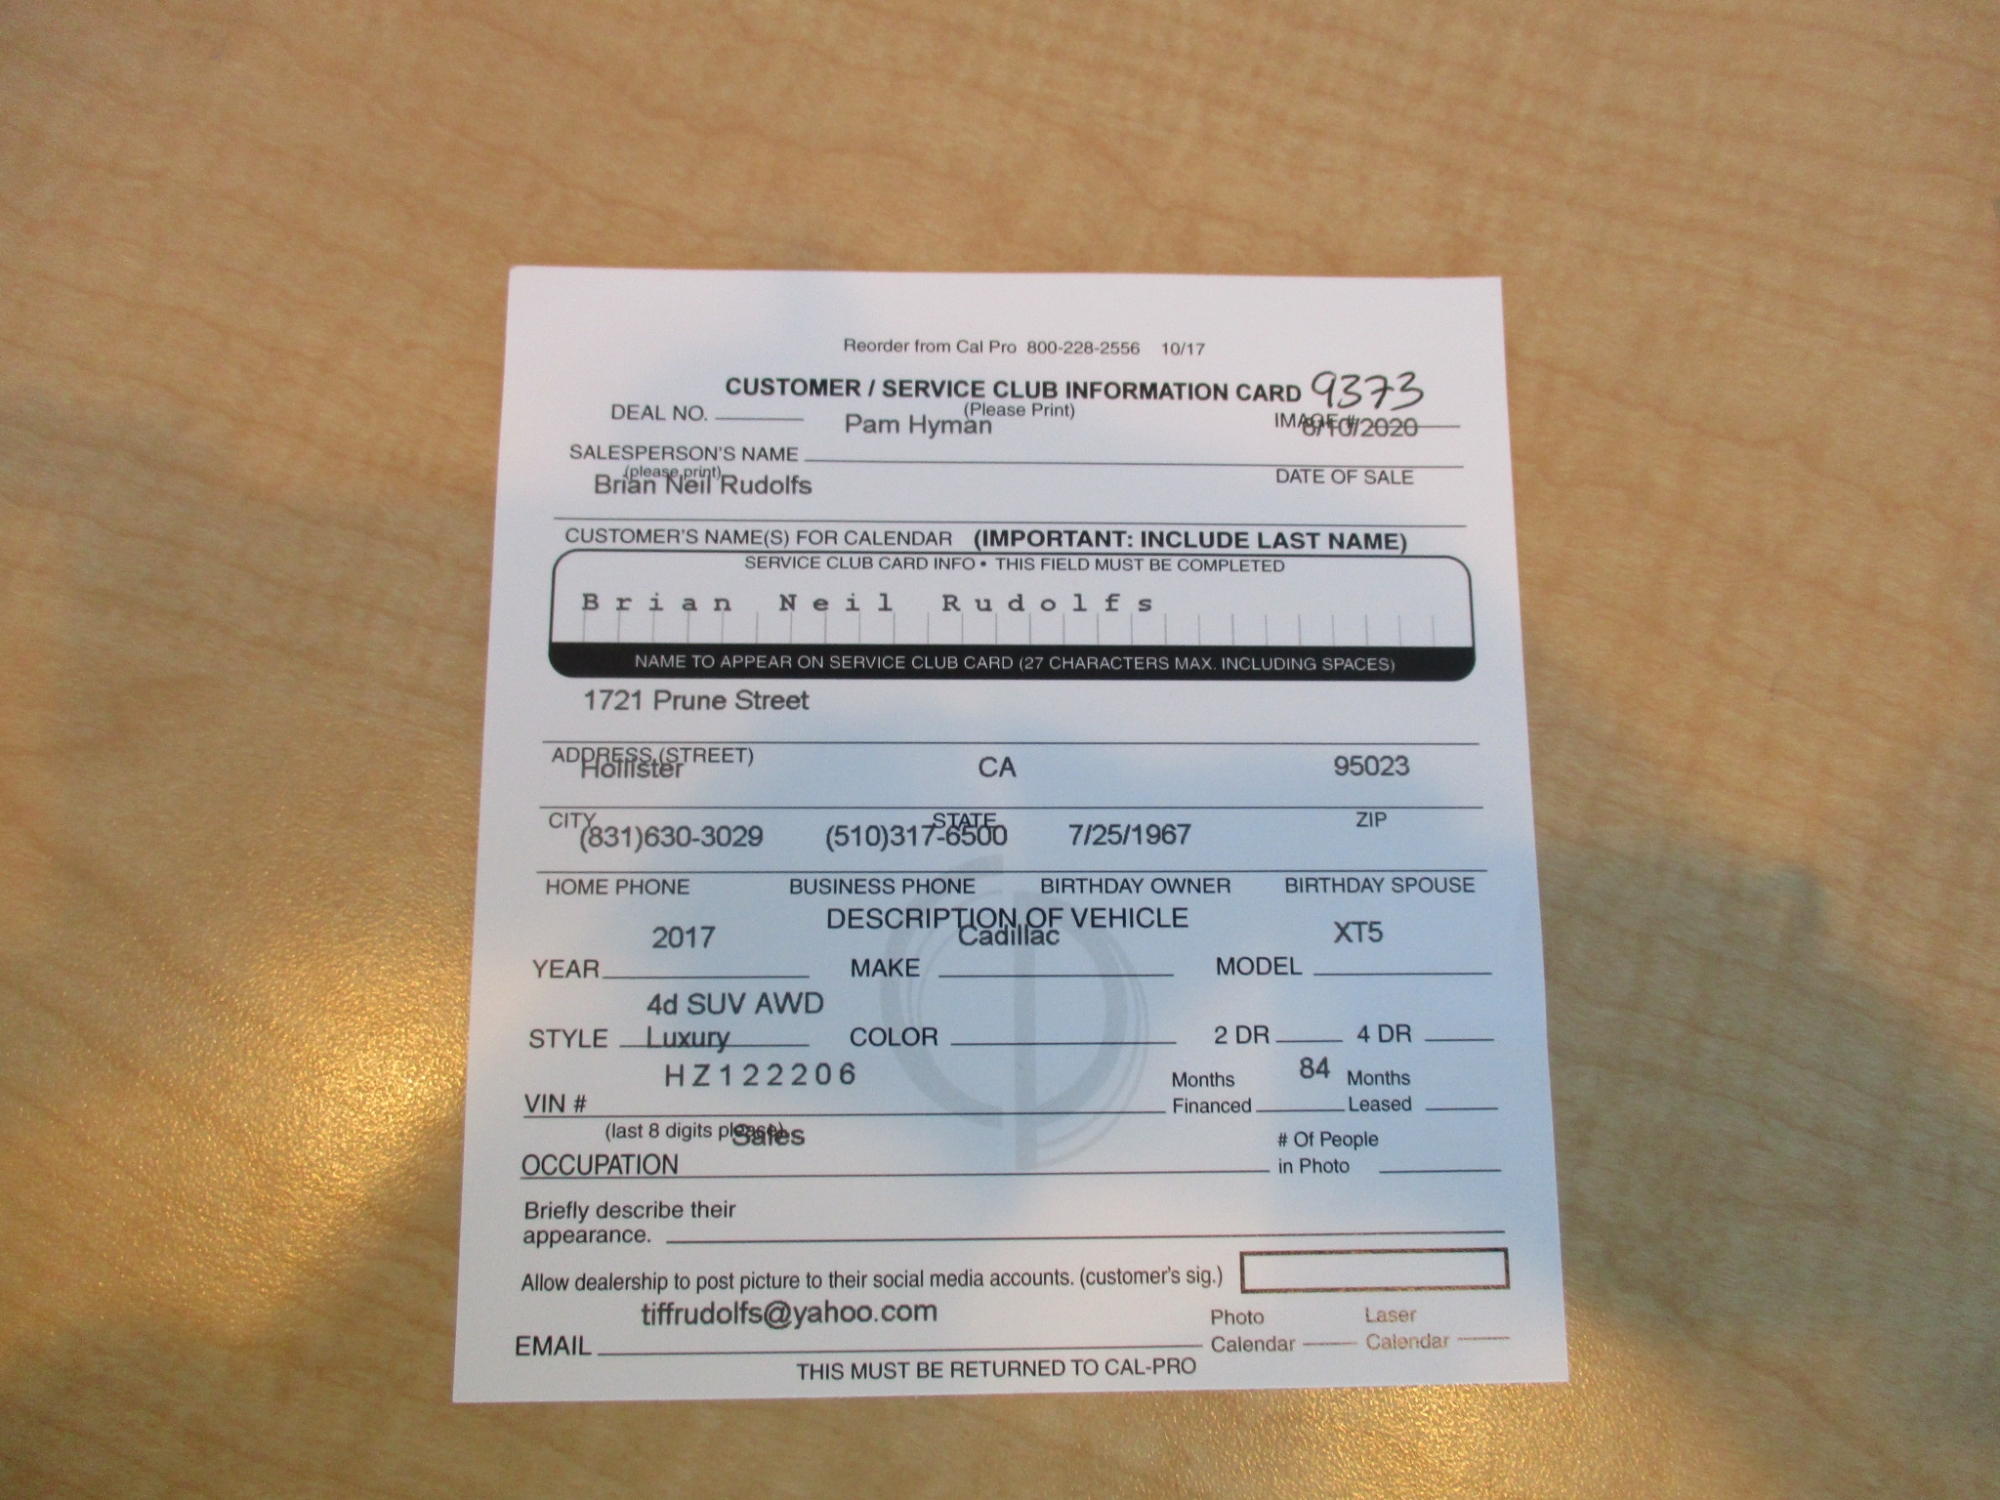 Reorder from Cal Pro 800-228-2556 10/17
CUSTOMER / SERVICE CLUB INFORMATION CARD 9373
(Please Print)
DEAL NO. Pam Hyman IMAGE # 6/10/2020
SALESPERSON'S NAME
(please print) DATE OF SALE
Brian Neil Rudolfs
CUSTOMER'S NAME(S) FOR CALENDAR (IMPORTANT: INCLUDE LAST NAME)
SERVICE CLUB CARD INFO • THIS FIELD MUST BE COMPLETED
Brian Neil Rudolfs
NAME TO APPEAR ON SERVICE CLUB CARD (27 CHARACTERS MAX. INCLUDING SPACES)
1721 Prune Street
ADDRESS (STREET)
Hollister CA 95023
CITY STATE ZIP
(831)630-3029 (510)317-6500 7/25/1967
HOME PHONE BUSINESS PHONE BIRTHDAY OWNER BIRTHDAY SPOUSE
DESCRIPTION OF VEHICLE
2017 Cadillac XT5
YEAR MAKE MODEL
4d SUV AWD
STYLE Luxury COLOR 2 DR 4 DR
HZ122206 Months 84 Months
VIN # Financed Leased
(last 8 digits please) Sales # Of People
OCCUPATION in Photo
Briefly describe their
appearance.
Allow dealership to post picture to their social media accounts. (customer's sig.)
tiffrudolfs@yahoo.com Photo Laser
EMAIL Calendar Calendar
THIS MUST BE RETURNED TO CAL-PRO